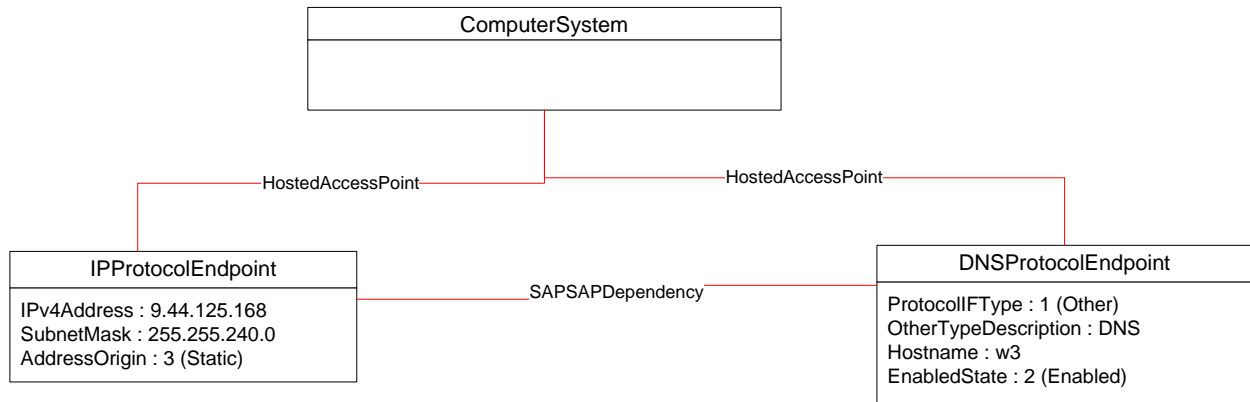 ComputerSystem
HostedAccessPoint
HostedAccessPoint
IPProtocolEndpoint
IPv4Address : 9.44.125.168
SubnetMask : 255.255.240.0
AddressOrigin : 3 (Static)
SAPSAPDependency
DNSProtocolEndpoint
ProtocolIFType : 1 (Other)
OtherTypeDescription : DNS
Hostname : w3
EnabledState : 2 (Enabled)